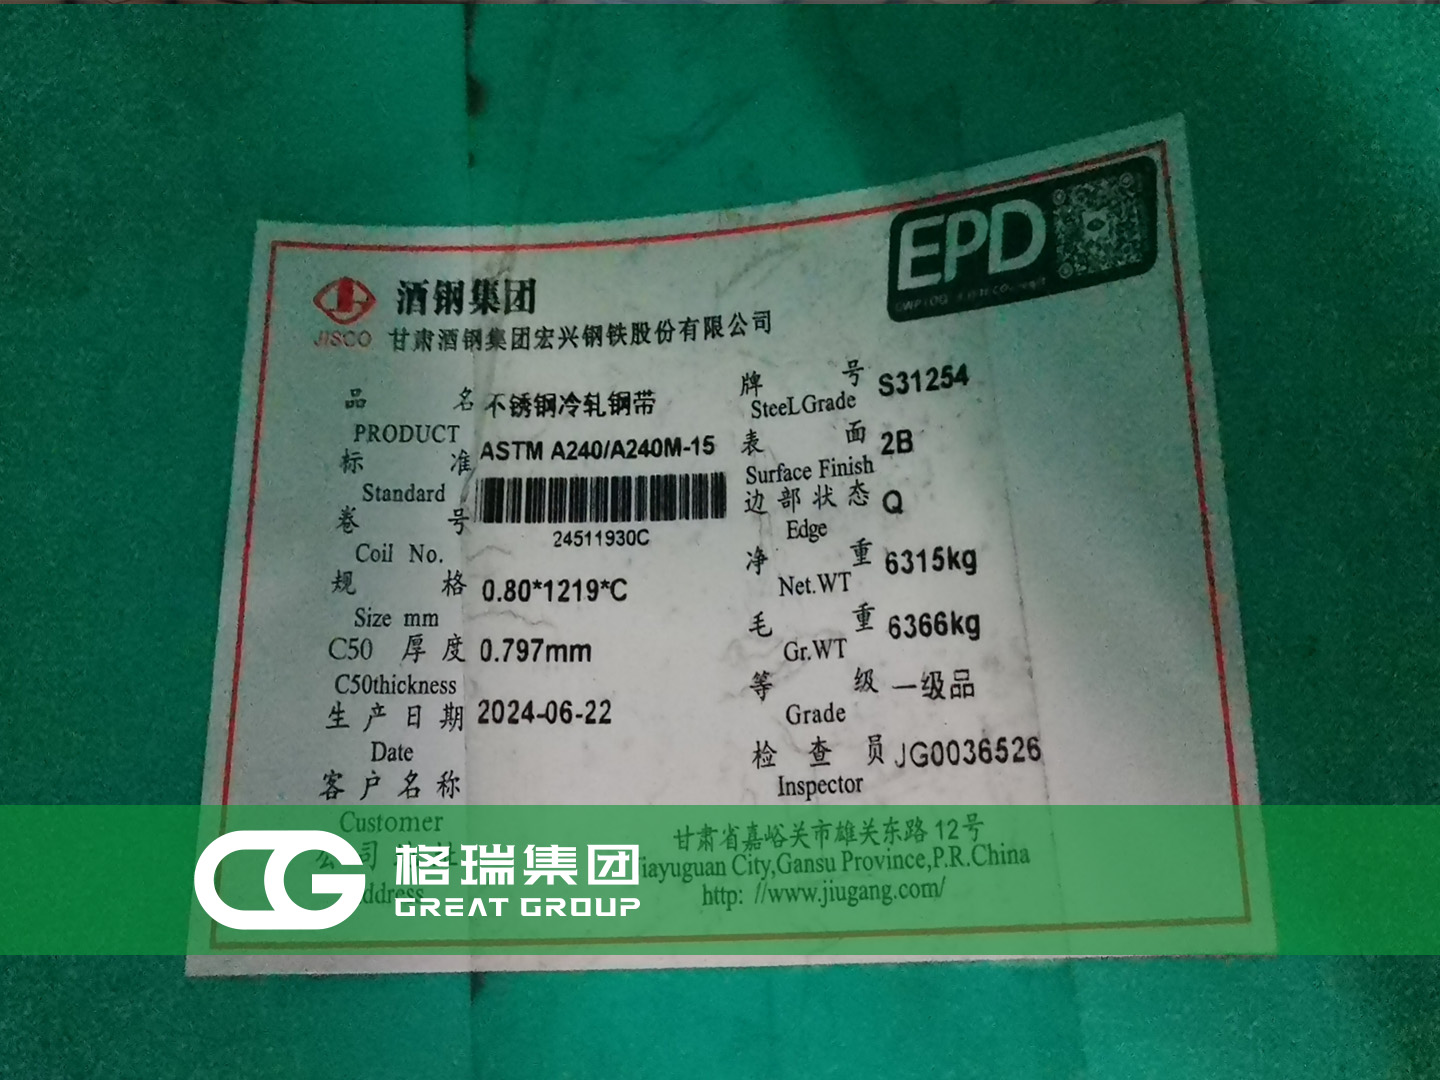 JISCO
酒钢集团
甘肃酒钢集团宏兴钢铁股份有限公司
EPD
品 名 不锈钢冷轧钢带
PRODUCT
标 准 ASTM A240/A240M-15
Standard
卷 号
24511930C
Coil No.
规 格 0.80*1219*C
Size mm
C50 厚度 0.797mm
C50thickness
生产日期 2024-06-22
Date
客户名称
Customer
牌 号 S31254
SteeLGrade
表 面 2B
Surface Finish
边部状态 Q
Edge
净 重 6315kg
Net.WT
毛 重 6366kg
Gr.WT
等 级 一级品
Grade
检查员 JG0036526
Inspector
公司
ddress
甘肃省嘉峪关市雄关东路12号
iayuguan City,Gansu Province,P.R.China
http: //www.jiugang.com/
格瑞集团
GREAT GROUP